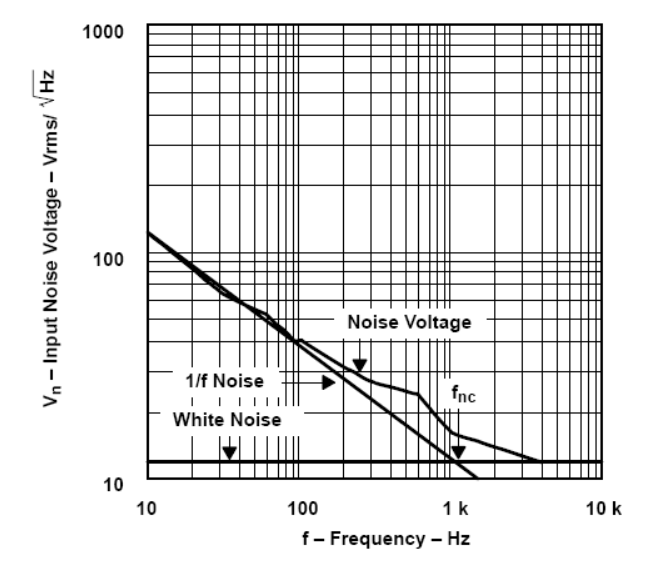 1000
100
10
Vn – Input Noise Voltage – Vrms/ √Hz
Noise Voltage
1/f Noise
fnc
White Noise
10
100
1 k
10 k
f – Frequency – Hz